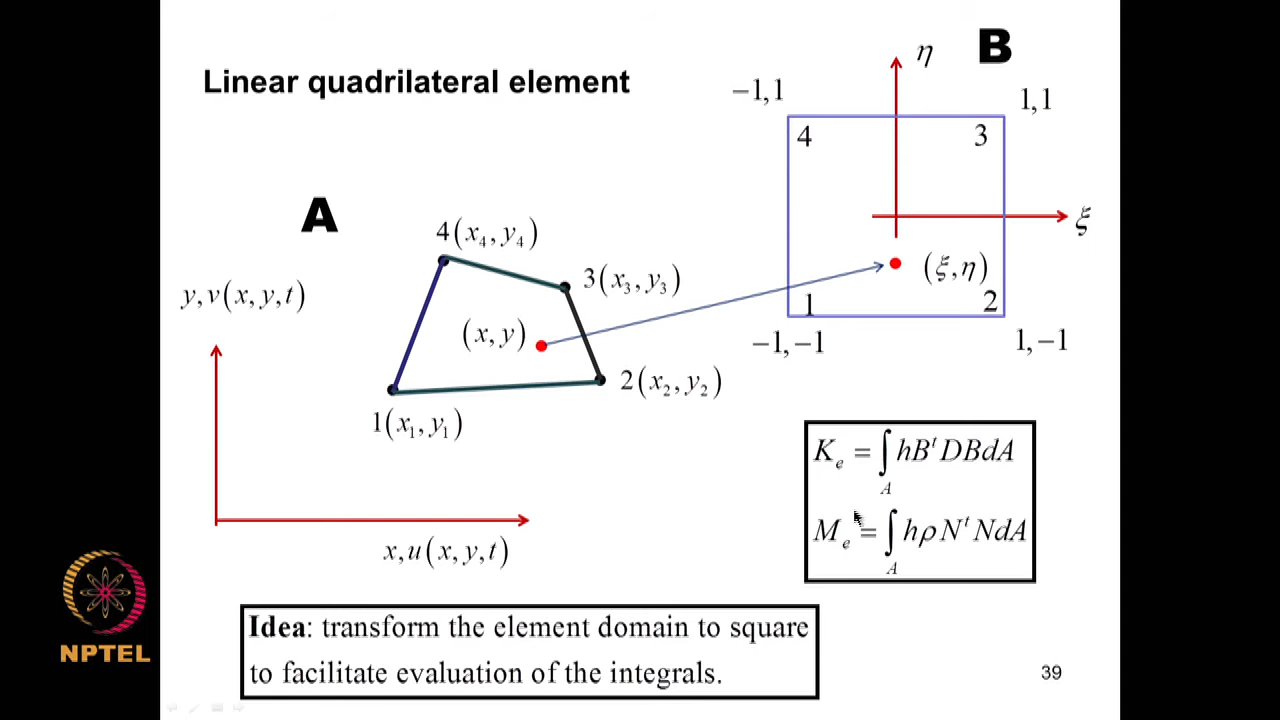 Linear quadrilateral element
A
B
η
−1,1
1,1
4
3
ξ
(ξ,η)
1
2
−1,−1
1,−1
4(x₄, y₄)
3(x₃, y₃)
y,v(x, y,t)
(x, y)
2(x₂, y₂)
1(x₁, y₁)
x,u(x, y,t)
Kₑ = ∫_A hBᵗDBdA
Mₑ = ∫_A hρNᵗNdA
Idea: transform the element domain to square
to facilitate evaluation of the integrals.
NPTEL
39